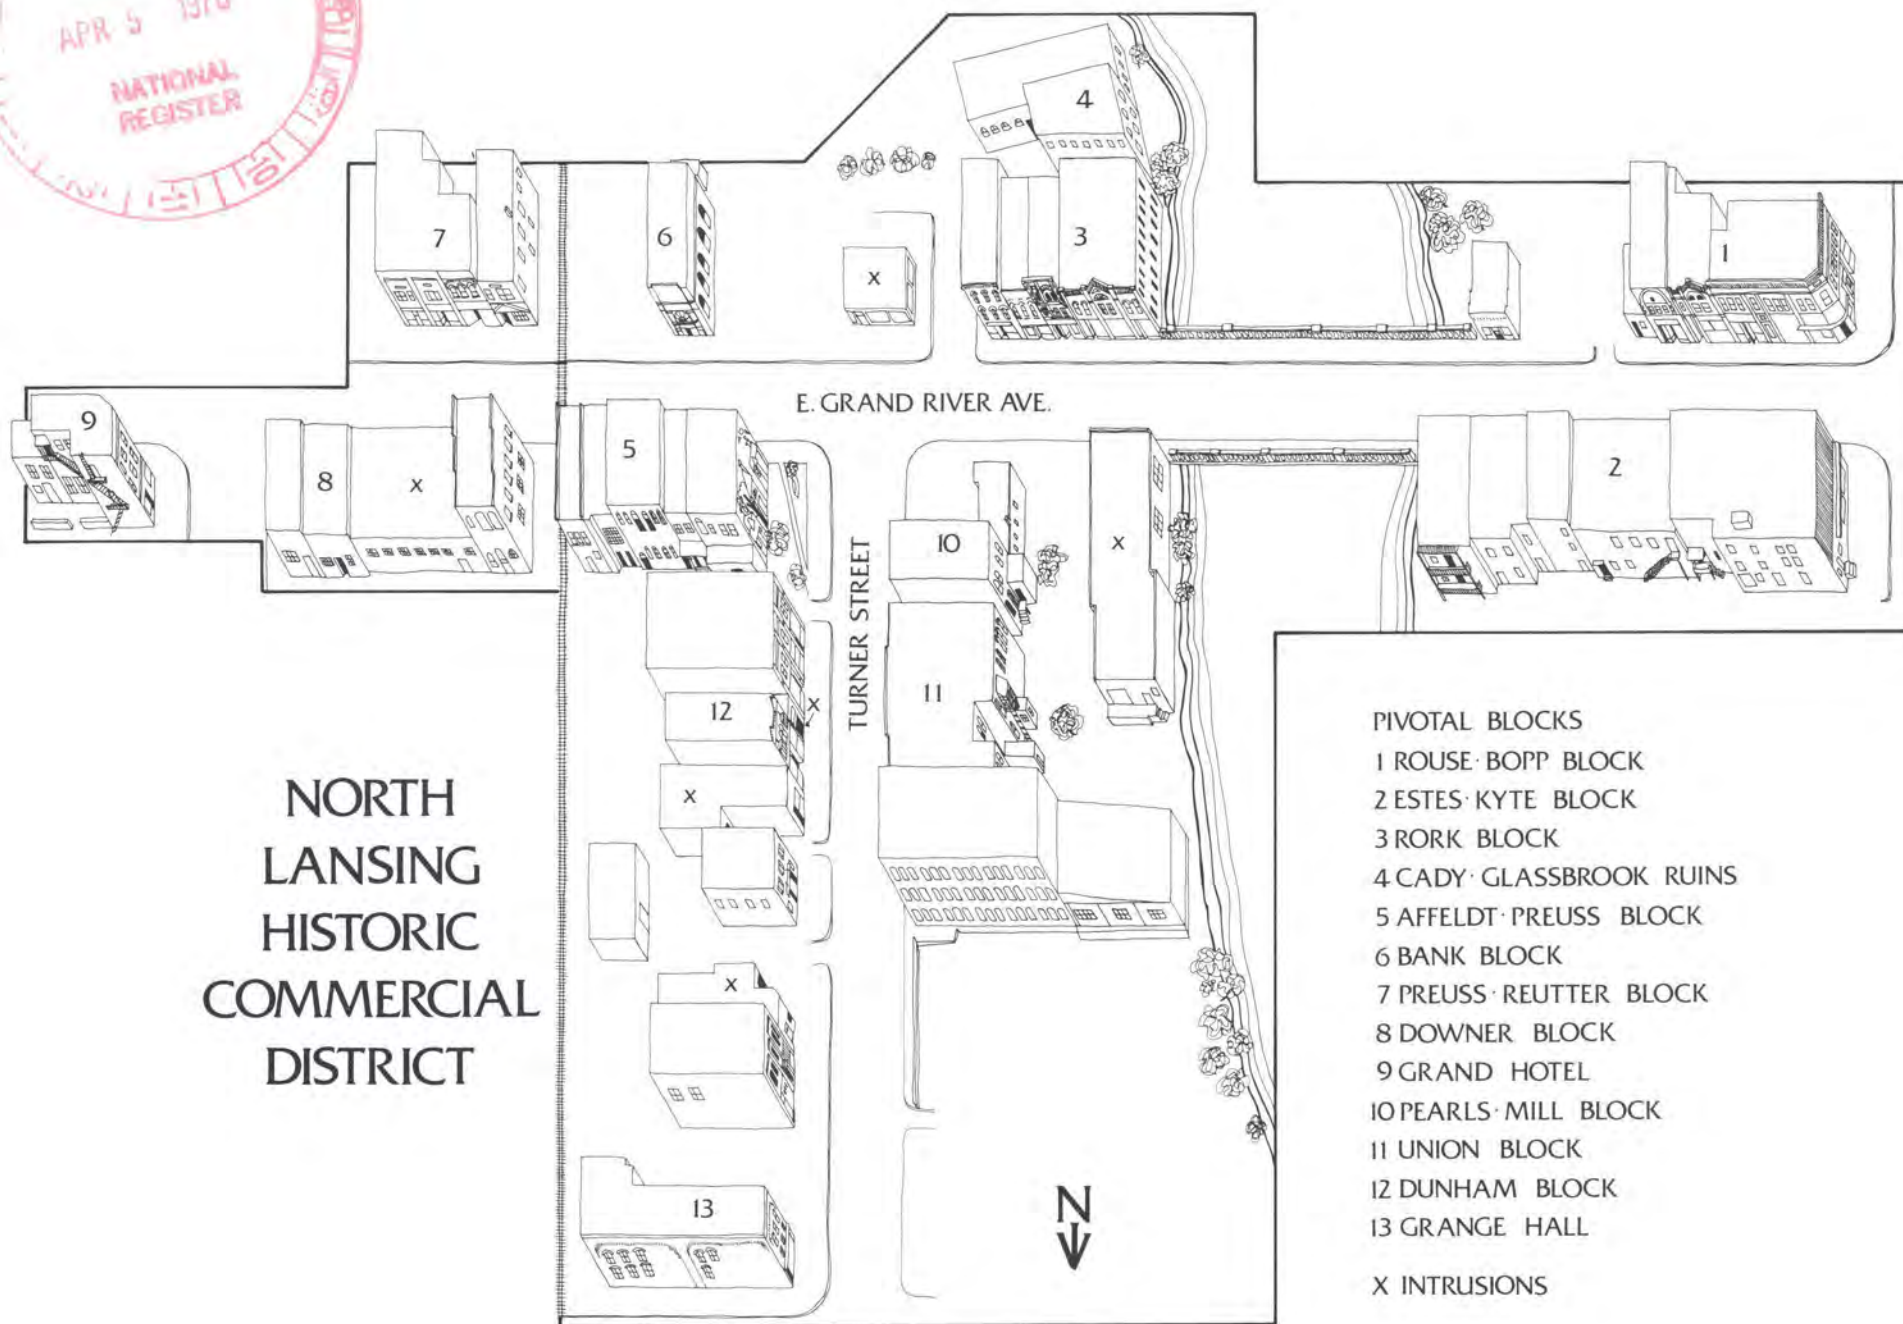 APR 5 1976
NATIONAL
REGISTER
4
7
6
3
X
1
E. GRAND RIVER AVE.
9
8
X
5
2
10
X
TURNER STREET
11
12
X
X
X
13
NORTH
LANSING
HISTORIC
COMMERCIAL
DISTRICT
N
PIVOTAL BLOCKS
1 ROUSE·BOPP BLOCK
2 ESTES·KYTE BLOCK
3 RORK BLOCK
4 CADY·GLASSBROOK RUINS
5 AFFELDT·PREUSS BLOCK
6 BANK BLOCK
7 PREUSS·REUTTER BLOCK
8 DOWNER BLOCK
9 GRAND HOTEL
10 PEARLS·MILL BLOCK
11 UNION BLOCK
12 DUNHAM BLOCK
13 GRANGE HALL
X INTRUSIONS